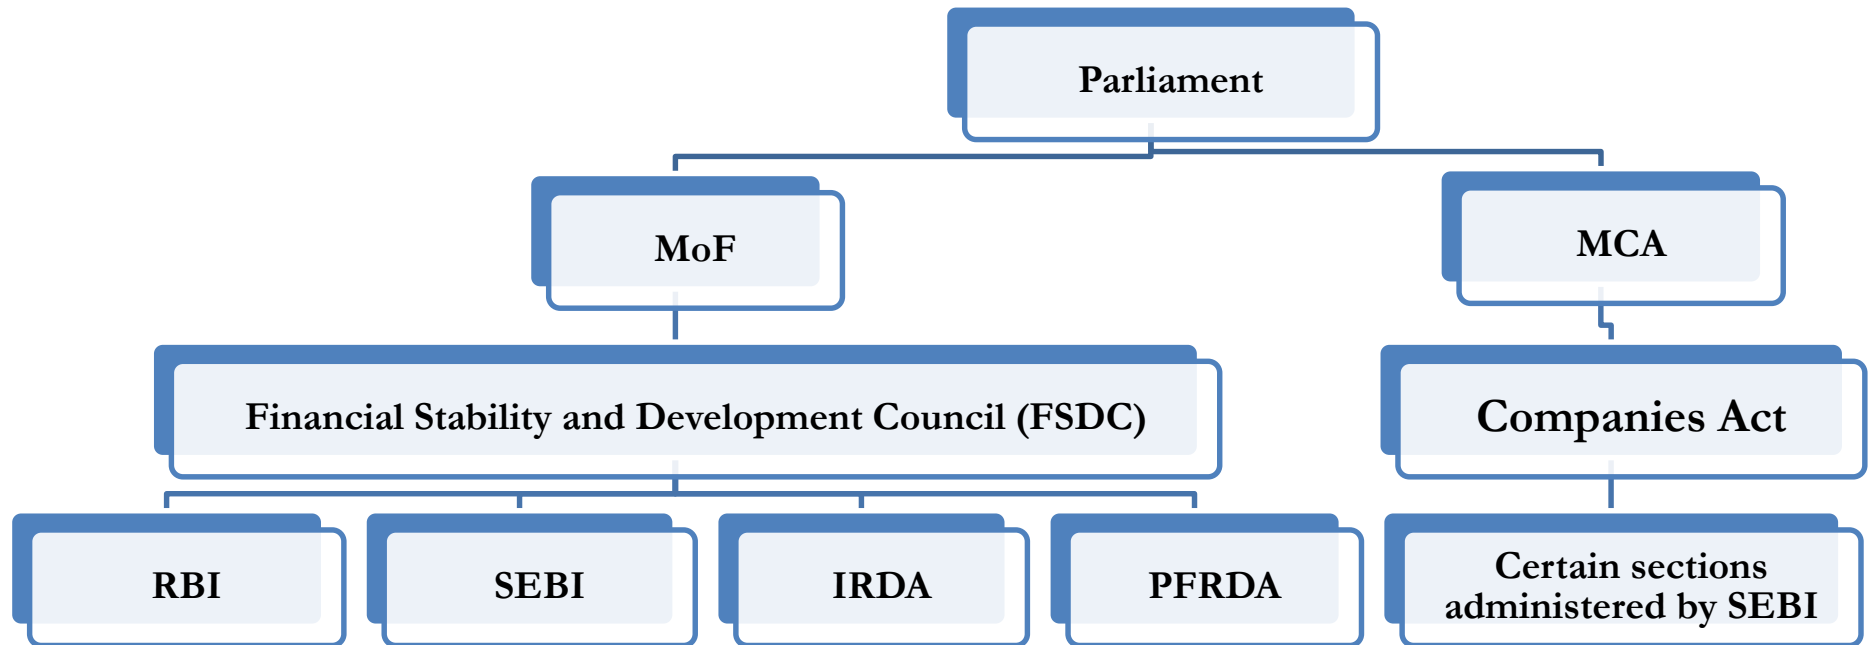 Parliament
MoF
MCA
Financial Stability and Development Council (FSDC)
Companies Act
RBI
SEBI
IRDA
PFRDA
Certain sections
administered by SEBI